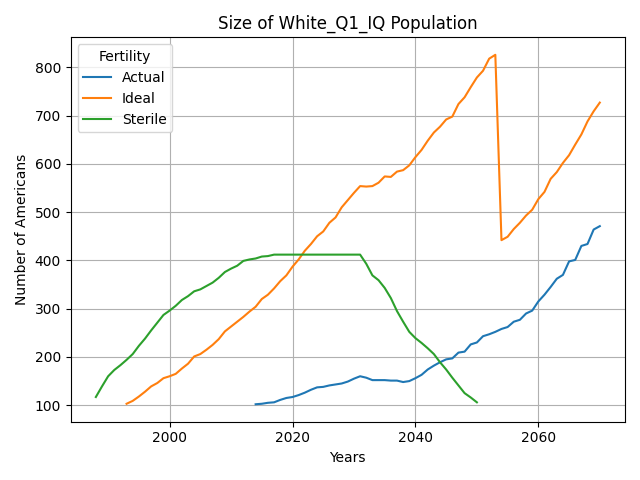 Size of White_Q1_IQ Population
Fertility
Actual
Ideal
Sterile
800
700
600
500
400
300
200
100
Number of Americans
2000
2020
2040
2060
Years